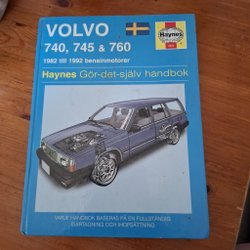 VOLVO
740, 745 & 760
1982 till 1992 bensinmotorer
Haynes
Haynes Gör-det-själv handbok
VARJE HANDBOK BASERAS PÅ EN FULLSTÄNDIG
ISÄRTAGNING OCH IHOPSÄTTNING